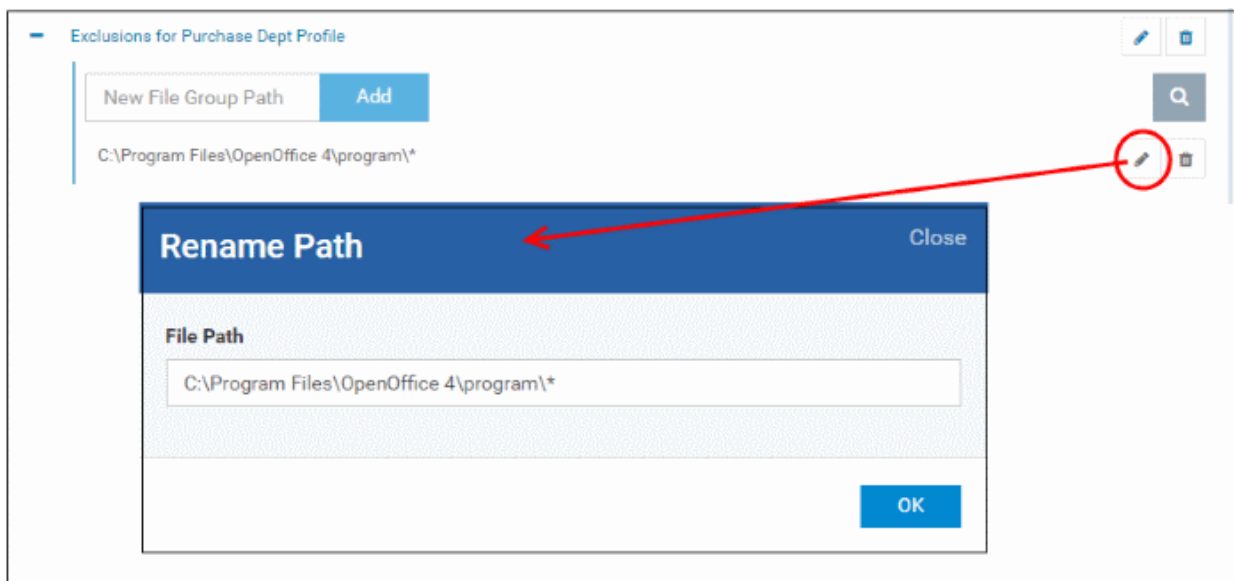 Exclusions for Purchase Dept Profile
New File Group Path
Add
C:\Program Files\OpenOffice 4\program\*
Rename Path
Close
File Path
C:\Program Files\OpenOffice 4\program\*
OK